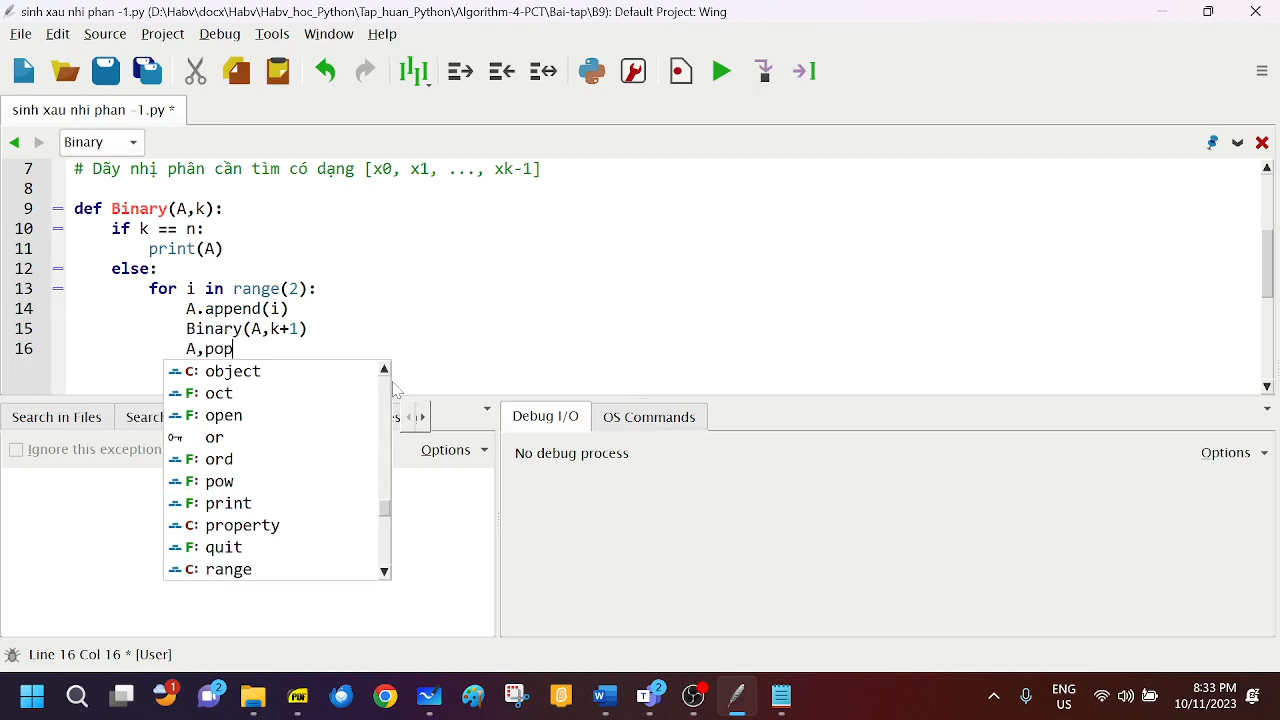 sinh xau nhi phan -1.py (D:\Habv\docx\Habv\Habv_hoc_Python\Tap_huan_Python\Algorithm-4-PCT\Bai-tap\B9): Default Project: Wing
File Edit Source Project Debug Tools Window Help
sinh xau nhi phan -1.py *
Binary
7 # Dãy nhị phân cần tìm có dạng [x0, x1, ..., xk-1]
8
9 def Binary(A,k):
10 if k == n:
11 print(A)
12 else:
13 for i in range(2):
14 A.append(i)
15 Binary(A,k+1)
16 A,pop
C: object
F: oct
F: open
or
F: ord
F: pow
F: print
C: property
F: quit
C: range
Search in Files Search
Ignore this exception
Options
Debug I/O OS Commands
No debug process Options
Line 16 Col 16 * [User]
1 2 PDF 2
ENG
US
8:33 PM
10/11/2023